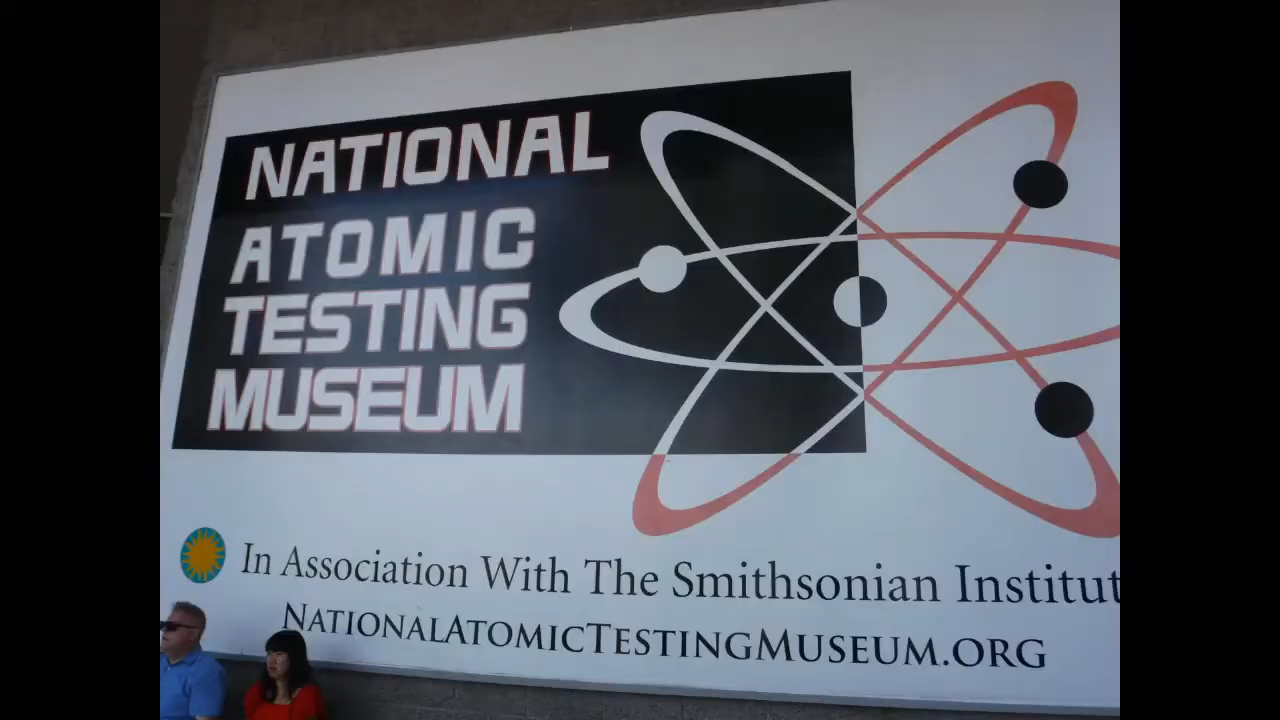 NATIONAL
ATOMIC
TESTING
MUSEUM
In Association With The Smithsonian Institut
NATIONALATOMICTESTINGMUSEUM.ORG